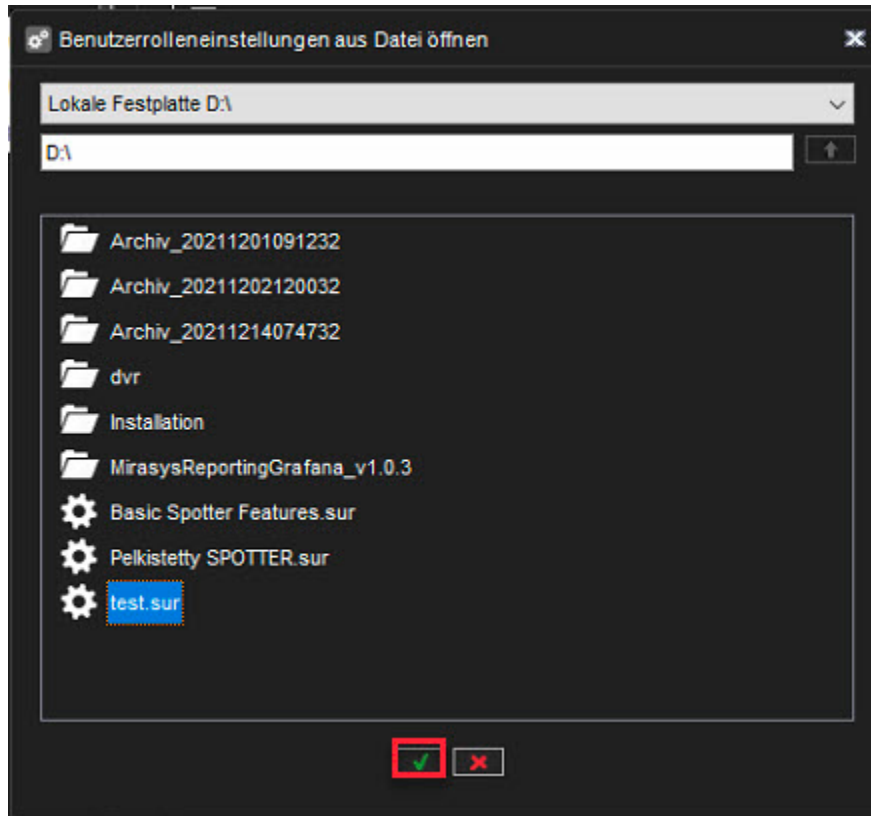 Benutzerrolleneinstellungen aus Datei öffnen
Lokale Festplatte D:\
D:\
Archiv_20211201091232
Archiv_20211202120032
Archiv_20211214074732
dvr
Installation
MirasysReportingGrafana_v1.0.3
Basic Spotter Features.sur
Pelkistetty SPOTTER.sur
test.sur